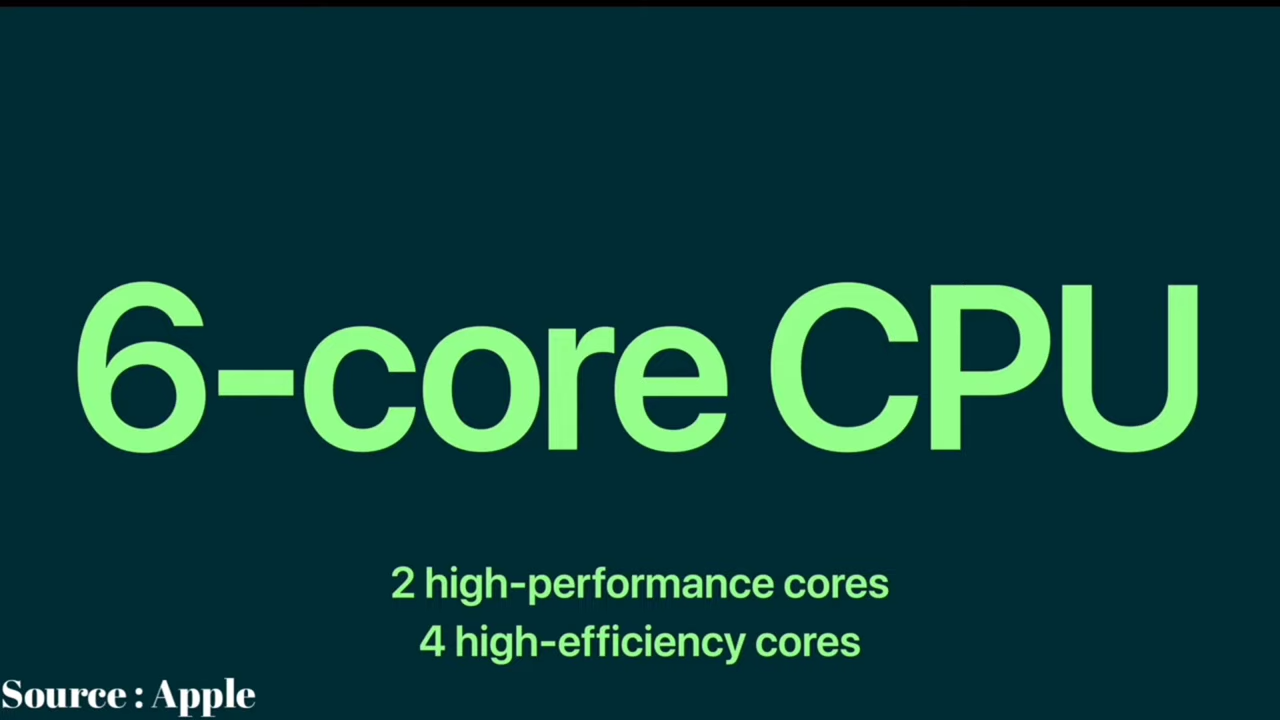 6-core CPU
2 high-performance cores
4 high-efficiency cores
Source : Apple